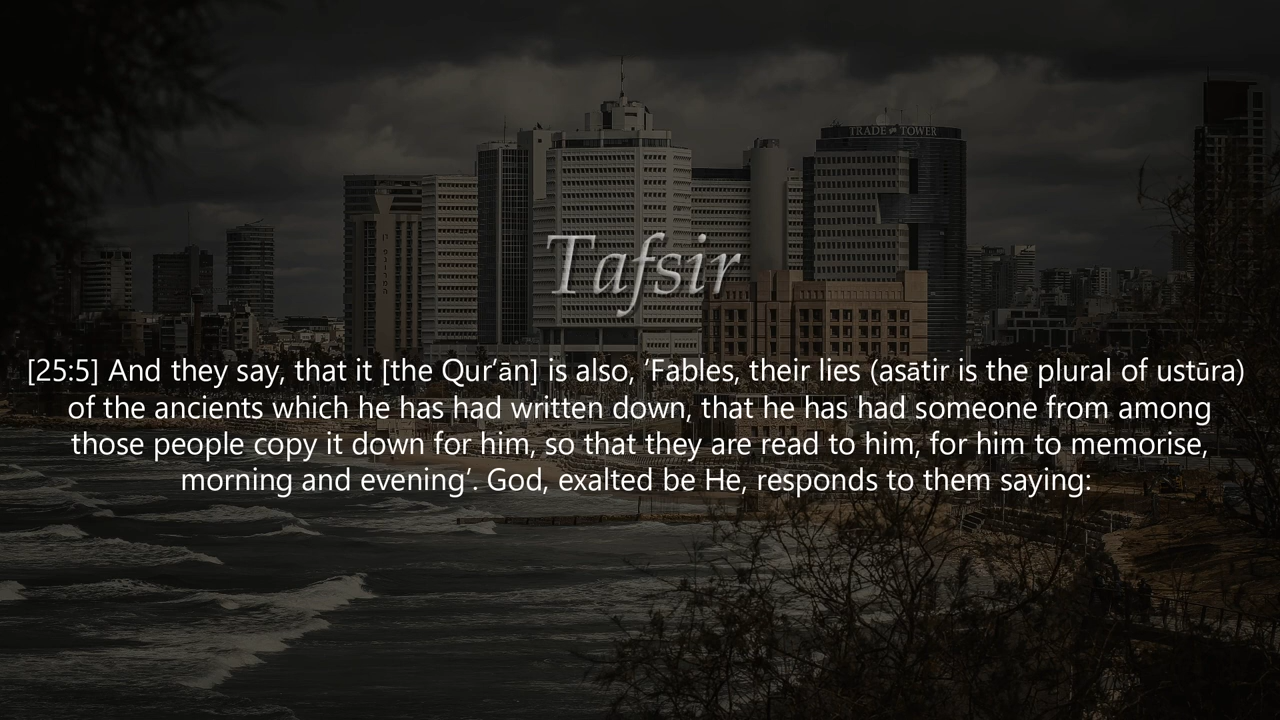 TRADE TOWER
Tafsir
[25:5] And they say, that it [the Qur’ān] is also, ‘Fables, their lies (asātir is the plural of ustūra)
of the ancients which he has had written down, that he has had someone from among
those people copy it down for him, so that they are read to him, for him to memorise,
morning and evening’. God, exalted be He, responds to them saying: